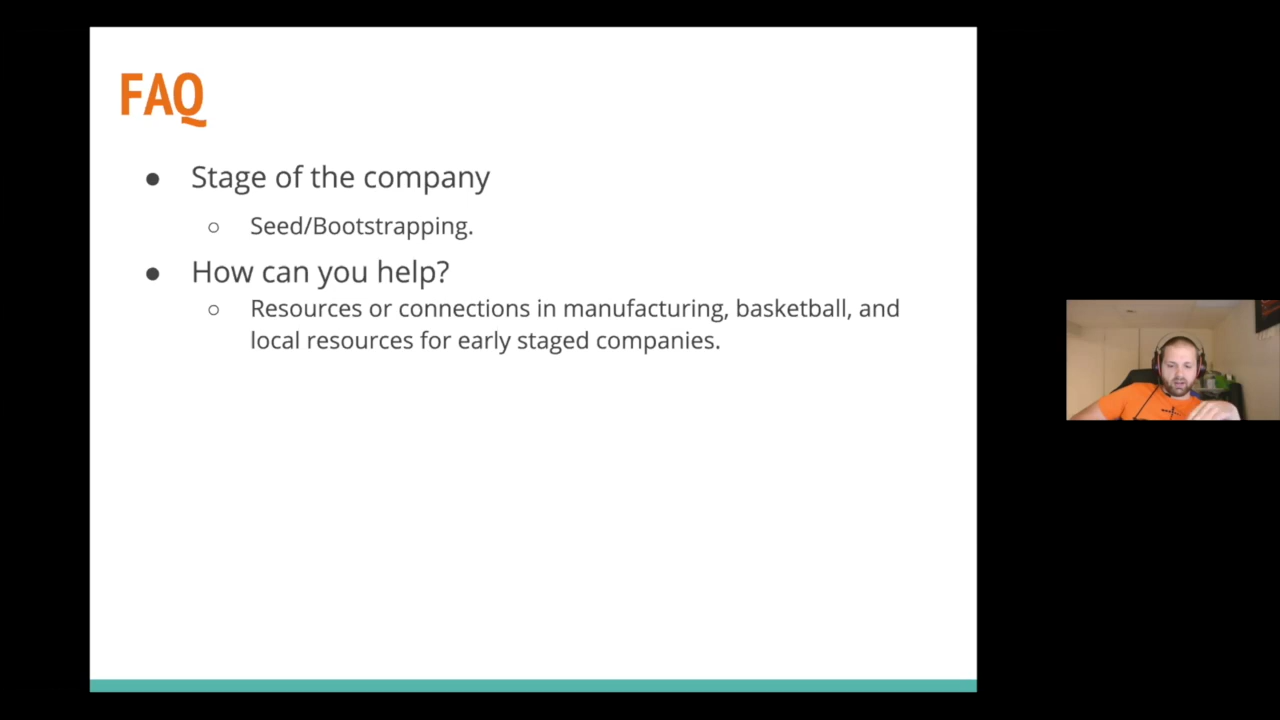 FAQ
● Stage of the company
○ Seed/Bootstrapping.
● How can you help?
○ Resources or connections in manufacturing, basketball, and
local resources for early staged companies.